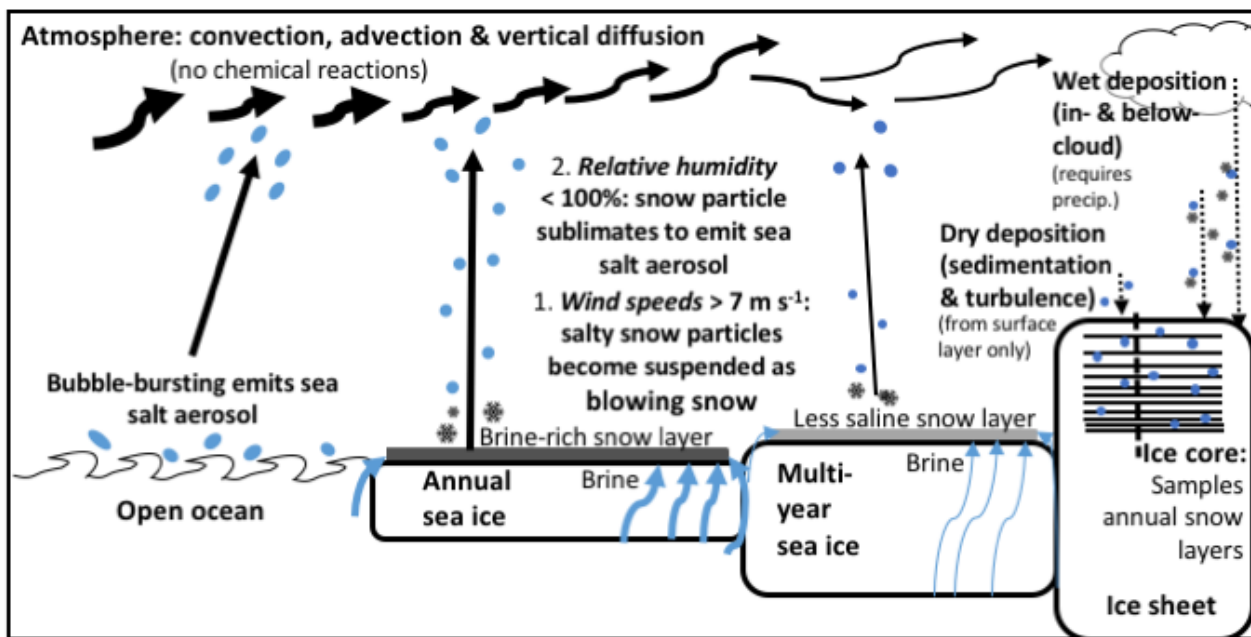 Atmosphere: convection, advection & vertical diffusion
(no chemical reactions)
Wet deposition
(in- & below-
cloud)
(requires
precip.)
2. Relative humidity
< 100%: snow particle
sublimates to emit sea
salt aerosol
1. Wind speeds > 7 m s⁻¹:
salty snow particles
become suspended as
blowing snow
Dry deposition
(sedimentation
& turbulence)
(from surface
layer only)
Bubble-bursting emits sea
salt aerosol
Open ocean
Brine-rich snow layer
Annual
sea ice
Brine
Less saline snow layer
Multi-
year
sea ice
Brine
Ice core:
Samples
annual snow
layers
Ice sheet